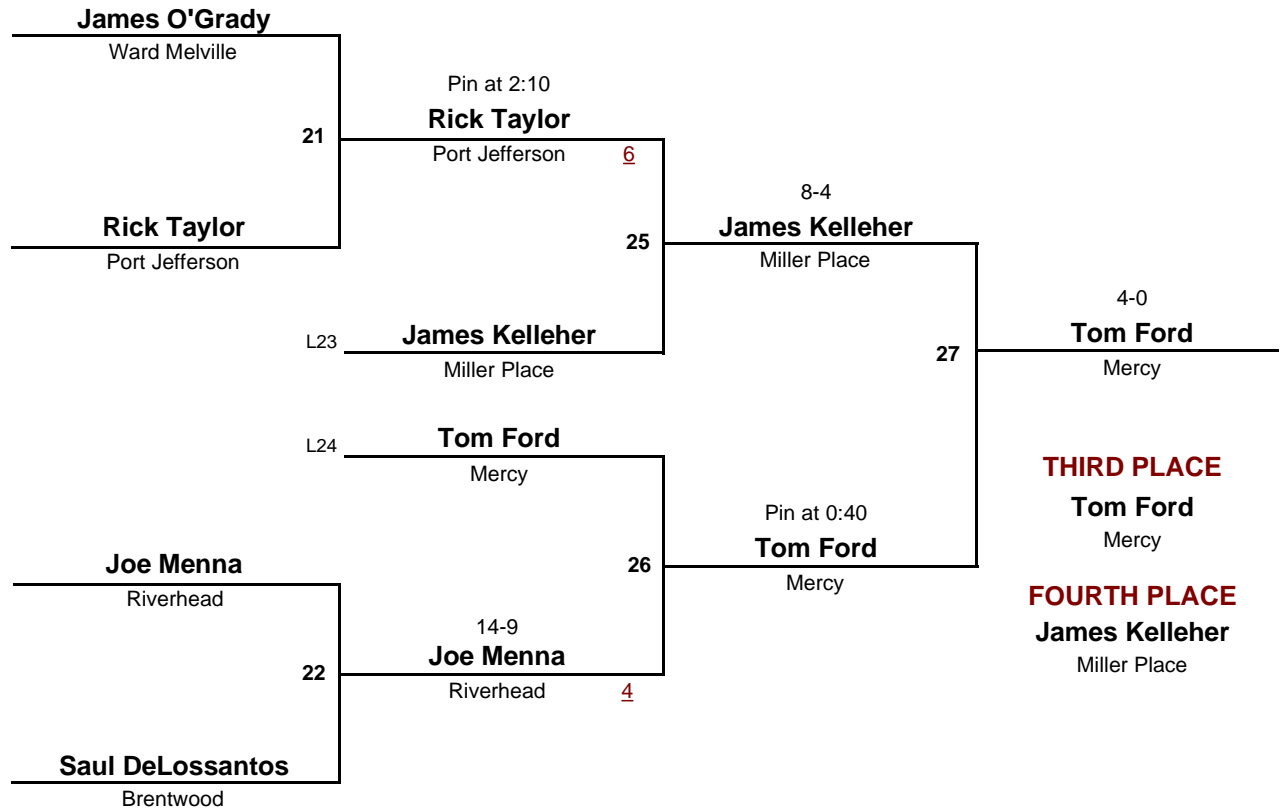 James O'Grady
Ward Melville
Pin at 2:10
21
Rick Taylor
Port Jefferson 6
8-4
Rick Taylor
Port Jefferson
25
James Kelleher
Miller Place
4-0
L23
James Kelleher
Miller Place
27
Tom Ford
Mercy
L24
Tom Ford
Mercy
THIRD PLACE
Tom Ford
Mercy
Pin at 0:40
Joe Menna
Riverhead
26
Tom Ford
Mercy
FOURTH PLACE
James Kelleher
Miller Place
14-9
22
Joe Menna
Riverhead 4
Saul DeLossantos
Brentwood